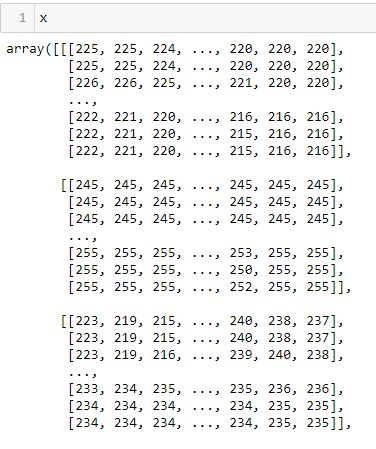 1 x
array([[[225, 225, 224, ..., 220, 220, 220],
[225, 225, 224, ..., 220, 220, 220],
[226, 226, 225, ..., 221, 220, 220],
...,
[222, 221, 220, ..., 216, 216, 216],
[222, 221, 220, ..., 215, 216, 216],
[222, 221, 220, ..., 215, 216, 216]],
[[245, 245, 245, ..., 245, 245, 245],
[245, 245, 245, ..., 245, 245, 245],
[245, 245, 245, ..., 245, 245, 245],
...,
[255, 255, 255, ..., 253, 255, 255],
[255, 255, 255, ..., 250, 255, 255],
[255, 255, 255, ..., 252, 255, 255]],
[[223, 219, 215, ..., 240, 238, 237],
[223, 219, 215, ..., 240, 238, 237],
[223, 219, 216, ..., 239, 240, 238],
...,
[233, 234, 235, ..., 235, 236, 236],
[234, 234, 234, ..., 234, 235, 235],
[234, 234, 234, ..., 234, 235, 235]],